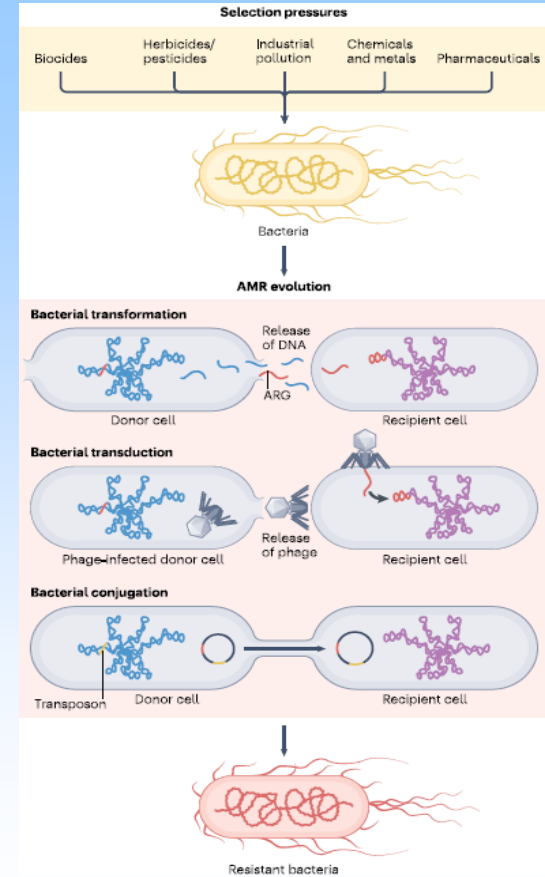 Selection pressures
Biocides
Herbicides/
pesticides
Industrial
pollution
Chemicals
and metals
Pharmaceuticals
Bacteria
AMR evolution
Bacterial transformation
Release
of DNA
ARG
Donor cell
Recipient cell
Bacterial transduction
Phage-infected donor cell
Release
of phage
Recipient cell
Bacterial conjugation
Transposon
Donor cell
Recipient cell
Resistant bacteria